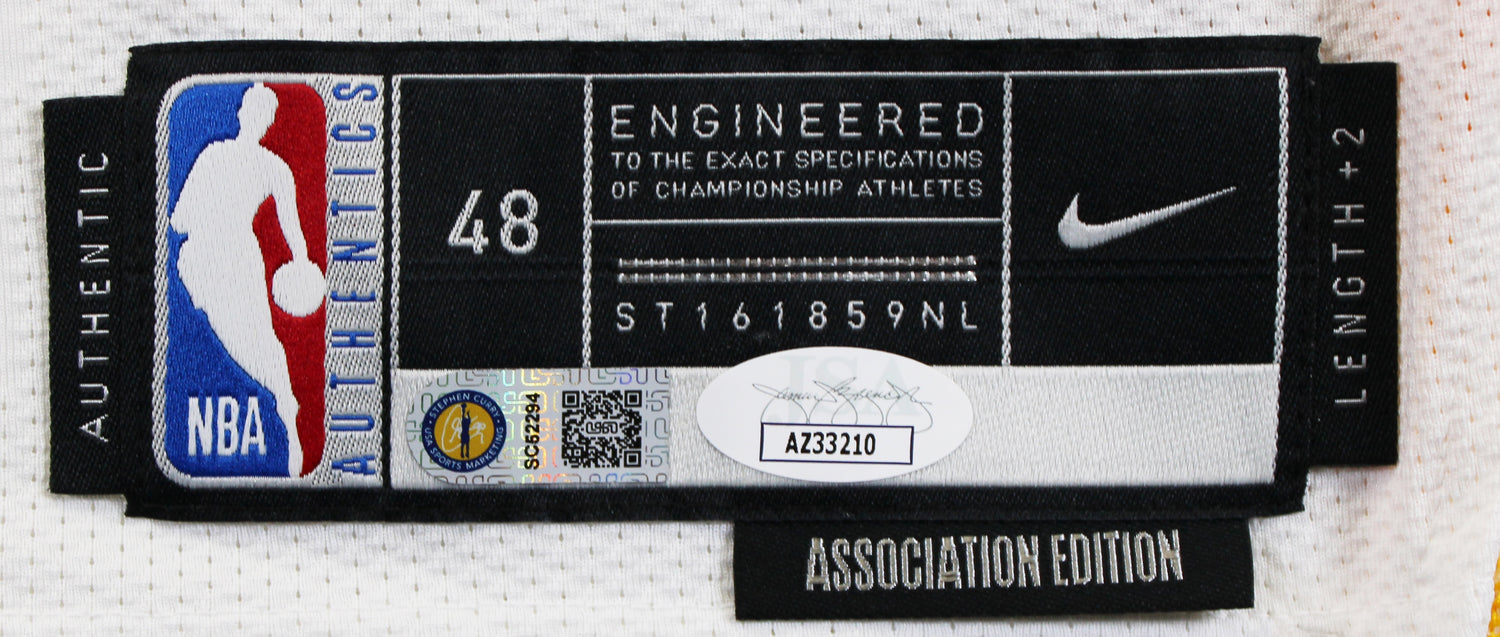 AUTHENTIC
NBA
AUTHENTICS
48
ENGINEERED
TO THE EXACT SPECIFICATIONS
OF CHAMPIONSHIP ATHLETES
ST161859NL
LENGTH +2
STEPHEN CURRY
USA SPORTS MARKETING
SC52294
JSA
AZ33210
ASSOCIATION EDITION